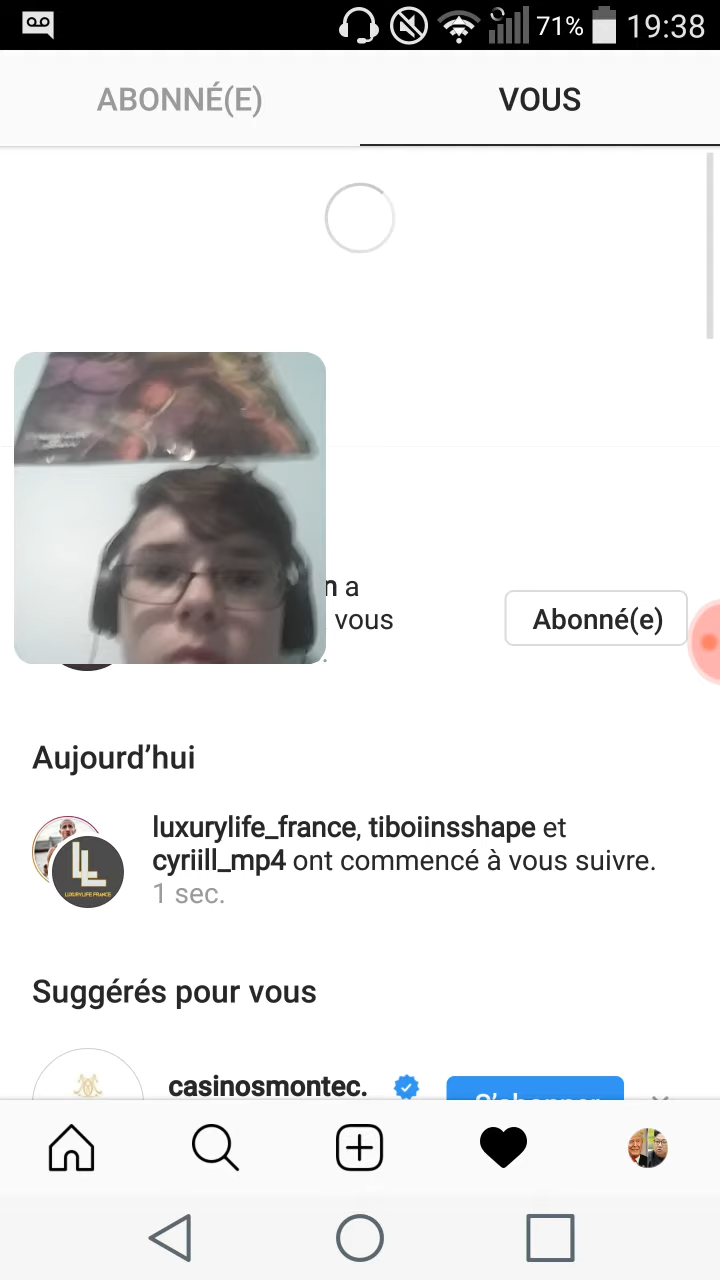 71% 19:38
ABONNÉ(E) VOUS
n a
vous
Abonné(e)
.
Aujourd’hui
luxurylife_france, tiboiinsshape et
cyriill_mp4 ont commencé à vous suivre.
1 sec.
LL
LUXURYLIFE FRANCE
Suggérés pour vous
casinosmontec.
S'abonner